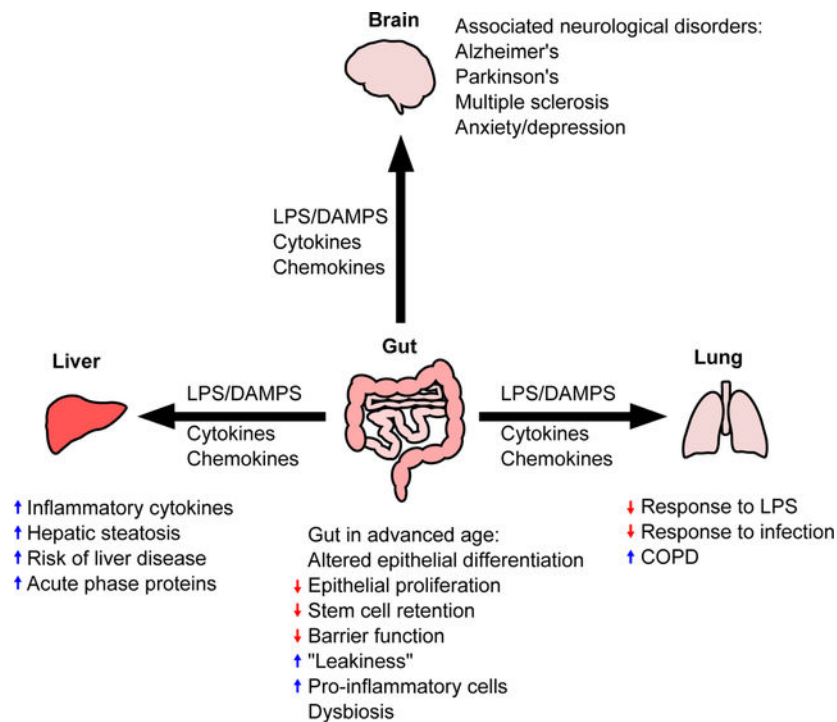 Brain
Associated neurological disorders:
Alzheimer's
Parkinson's
Multiple sclerosis
Anxiety/depression
LPS/DAMPS
Cytokines
Chemokines
Liver
LPS/DAMPS
Cytokines
Chemokines
Gut
LPS/DAMPS
Cytokines
Chemokines
Lung
↑ Inflammatory cytokines
↑ Hepatic steatosis
↑ Risk of liver disease
↑ Acute phase proteins
Gut in advanced age:
Altered epithelial differentiation
↓ Epithelial proliferation
↓ Stem cell retention
↓ Barrier function
↑ "Leakiness"
↑ Pro-inflammatory cells
Dysbiosis
↓ Response to LPS
↓ Response to infection
↑ COPD